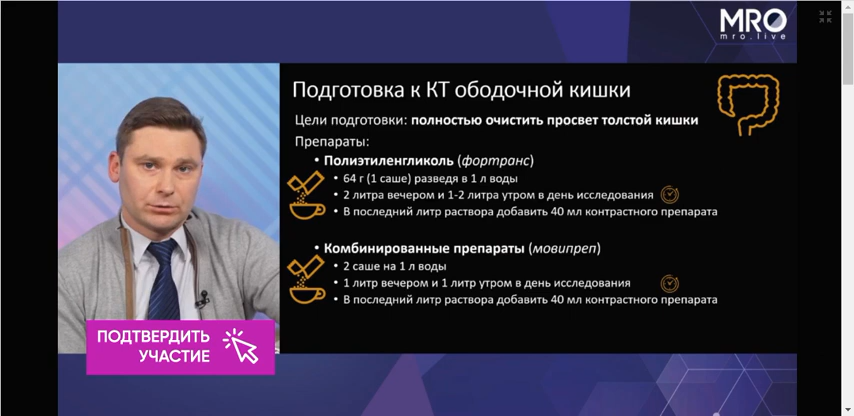 MRO
mro.live
Подготовка к КТ ободочной кишки
Цели подготовки: полностью очистить просвет толстой кишки
Препараты:
• Полиэтиленгликоль (фортранс)
• 64 г (1 саше) разведя в 1 л воды
• 2 литра вечером и 1-2 литра утром в день исследования
• В последний литр раствора добавить 40 мл контрастного препарата
• Комбинированные препараты (мовипреп)
• 2 саше на 1 л воды
• 1 литр вечером и 1 литр утром в день исследования
• В последний литр раствора добавить 40 мл контрастного препарата
ПОДТВЕРДИТЬ
УЧАСТИЕ